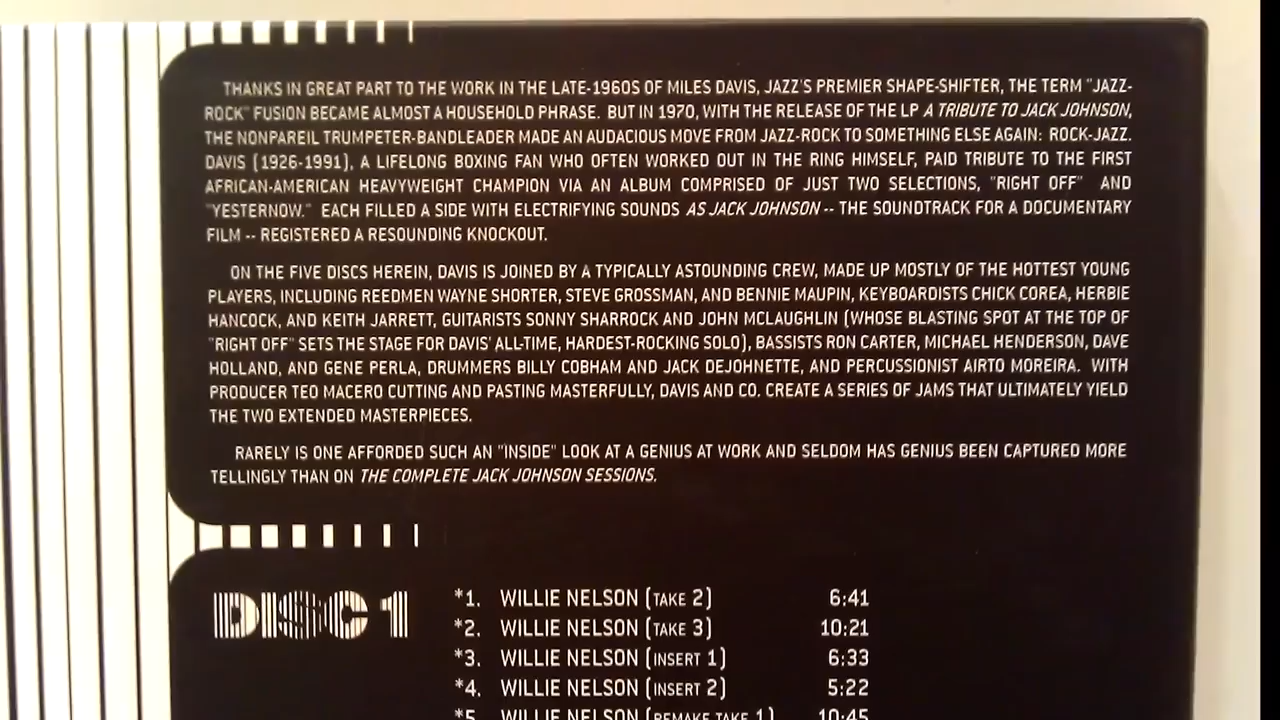 THANKS IN GREAT PART TO THE WORK IN THE LATE-1960S OF MILES DAVIS, JAZZ'S PREMIER SHAPE-SHIFTER, THE TERM "JAZZ-
ROCK" FUSION BECAME ALMOST A HOUSEHOLD PHRASE. BUT IN 1970, WITH THE RELEASE OF THE LP A TRIBUTE TO JACK JOHNSON,
THE NONPAREIL TRUMPETER-BANDLEADER MADE AN AUDACIOUS MOVE FROM JAZZ-ROCK TO SOMETHING ELSE AGAIN: ROCK-JAZZ.
DAVIS (1926-1991), A LIFELONG BOXING FAN WHO OFTEN WORKED OUT IN THE RING HIMSELF, PAID TRIBUTE TO THE FIRST
AFRICAN-AMERICAN HEAVYWEIGHT CHAMPION VIA AN ALBUM COMPRISED OF JUST TWO SELECTIONS, "RIGHT OFF" AND
"YESTERNOW." EACH FILLED A SIDE WITH ELECTRIFYING SOUNDS AS JACK JOHNSON -- THE SOUNDTRACK FOR A DOCUMENTARY
FILM -- REGISTERED A RESOUNDING KNOCKOUT.
ON THE FIVE DISCS HEREIN, DAVIS IS JOINED BY A TYPICALLY ASTOUNDING CREW, MADE UP MOSTLY OF THE HOTTEST YOUNG
PLAYERS, INCLUDING REEDMEN WAYNE SHORTER, STEVE GROSSMAN, AND BENNIE MAUPIN, KEYBOARDISTS CHICK COREA, HERBIE
HANCOCK, AND KEITH JARRETT, GUITARISTS SONNY SHARROCK AND JOHN MCLAUGHLIN (WHOSE BLASTING SPOT AT THE TOP OF
"RIGHT OFF" SETS THE STAGE FOR DAVIS' ALL-TIME, HARDEST-ROCKING SOLO), BASSISTS RON CARTER, MICHAEL HENDERSON, DAVE
HOLLAND, AND GENE PERLA, DRUMMERS BILLY COBHAM AND JACK DEJOHNETTE, AND PERCUSSIONIST AIRTO MOREIRA. WITH
PRODUCER TEO MACERO CUTTING AND PASTING MASTERFULLY, DAVIS AND CO. CREATE A SERIES OF JAMS THAT ULTIMATELY YIELD
THE TWO EXTENDED MASTERPIECES.
RARELY IS ONE AFFORDED SUCH AN "INSIDE" LOOK AT A GENIUS AT WORK AND SELDOM HAS GENIUS BEEN CAPTURED MORE
TELLINGLY THAN ON THE COMPLETE JACK JOHNSON SESSIONS.
DISC 1
*1. WILLIE NELSON (TAKE 2) 6:41
*2. WILLIE NELSON (TAKE 3) 10:21
*3. WILLIE NELSON (INSERT 1) 6:33
*4. WILLIE NELSON (INSERT 2) 5:22
*5. WILLIE NELSON (REMAKE TAKE 1) 10:45